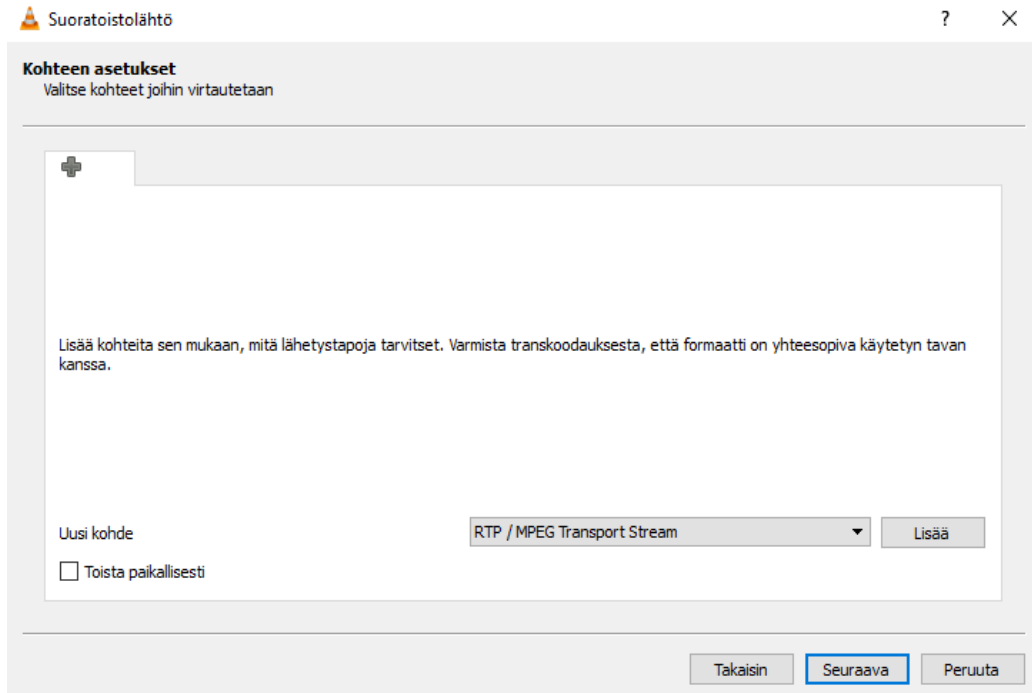 Suoratoistolähtö
?
Kohteen asetukset
Valitse kohteet joihin virtautetaan
Lisää kohteita sen mukaan, mitä lähetystapoja tarvitset. Varmista transkoodauksesta, että formaatti on yhteesopiva käytetyn tavan
kanssa.
Uusi kohde
RTP / MPEG Transport Stream
Lisää
Toista paikallisesti
Takaisin
Seuraava
Peruuta